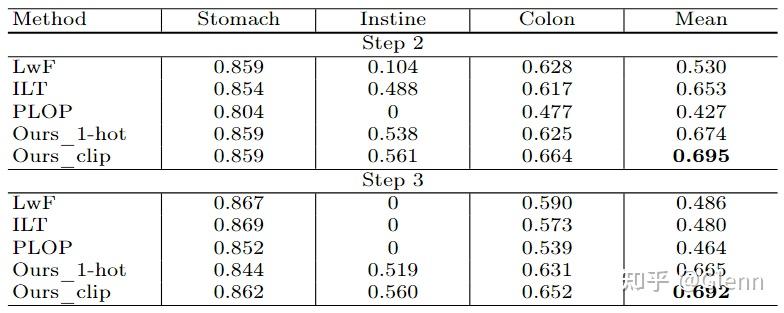 Method Stomach Instine Colon Mean
Step 2
LwF 0.859 0.104 0.628 0.530
ILT 0.854 0.488 0.617 0.653
PLOP 0.804 0 0.477 0.427
Ours_1-hot 0.859 0.538 0.625 0.674
Ours_clip 0.859 0.561 0.664 0.695
Step 3
LwF 0.867 0 0.590 0.486
ILT 0.869 0 0.573 0.480
PLOP 0.852 0 0.539 0.464
Ours_1-hot 0.844 0.519 0.631 0.665
Ours_clip 0.862 0.560 0.652 0.692
知乎 @Glenn